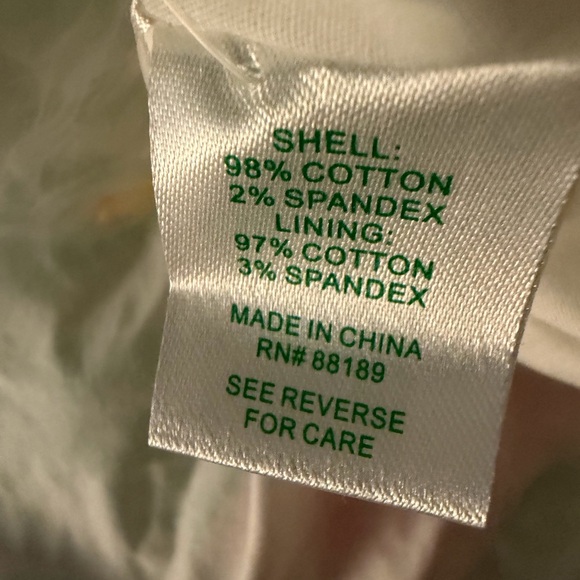 SHELL:
98% COTTON
2% SPANDEX
LINING:
97% COTTON
3% SPANDEX
MADE IN CHINA
RN# 88189
SEE REVERSE
FOR CARE